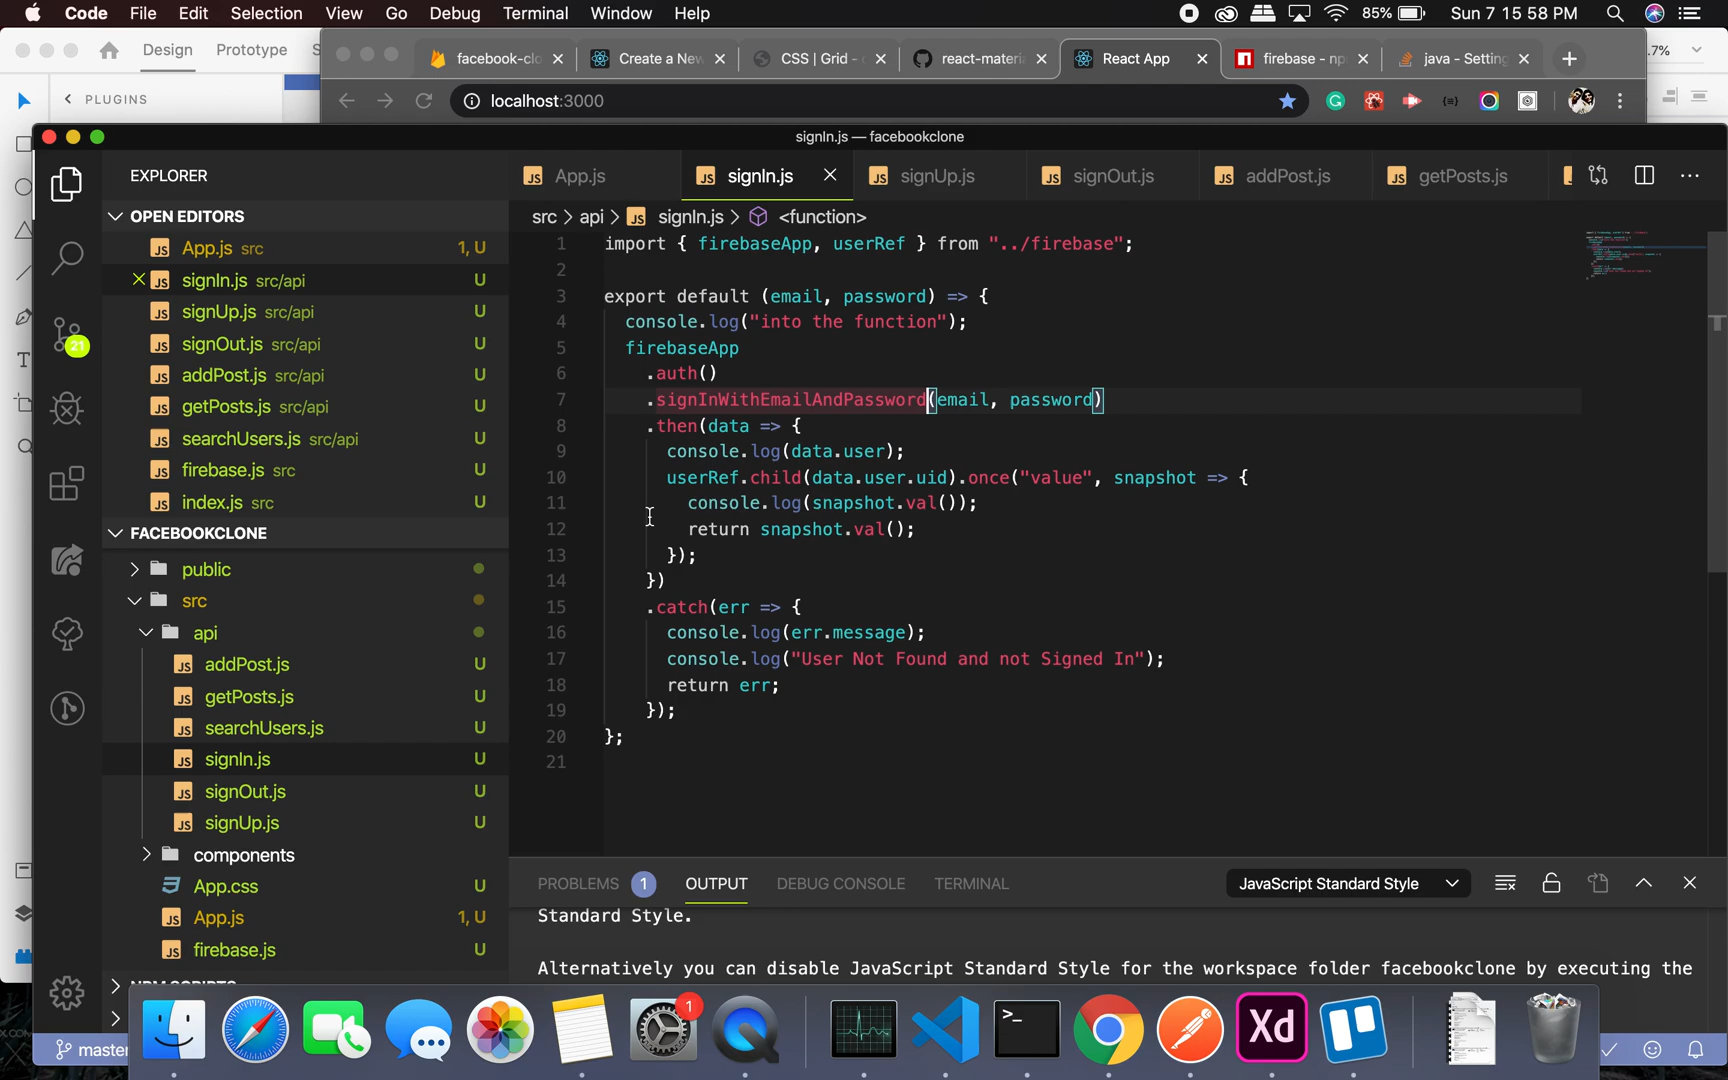 Code File Edit Selection View Go Debug Terminal Window Help 85% Sun 7 15 58 PM
Design Prototype S facebook-clo Create a New CSS | Grid - react-materi React App firebase - np java - Setting .7%
PLUGINS localhost:3000
signIn.js — facebookclone
EXPLORER App.js signIn.js signUp.js signOut.js addPost.js getPosts.js
OPEN EDITORS src > api > signIn.js > <function>
App.js src 1, U
signIn.js src/api U
signUp.js src/api U
signOut.js src/api U
addPost.js src/api U
getPosts.js src/api U
searchUsers.js src/api U
firebase.js src U
index.js src U
FACEBOOKCLONE
public
src
api
addPost.js U
getPosts.js U
searchUsers.js U
signIn.js U
signOut.js U
signUp.js U
components
App.css U
App.js 1, U
firebase.js U
21
master
1 import { firebaseApp, userRef } from "../firebase";
2
3 export default (email, password) => {
4 console.log("into the function");
5 firebaseApp
6 .auth()
7 .signInWithEmailAndPassword(email, password)
8 .then(data => {
9 console.log(data.user);
10 userRef.child(data.user.uid).once("value", snapshot => {
11 console.log(snapshot.val());
12 return snapshot.val();
13 });
14 })
15 .catch(err => {
16 console.log(err.message);
17 console.log("User Not Found and not Signed In");
18 return err;
19 });
20 };
21
PROBLEMS 1 OUTPUT DEBUG CONSOLE TERMINAL JavaScript Standard Style
Standard Style.
Alternatively you can disable JavaScript Standard Style for the workspace folder facebookclone by executing the
1
Xd